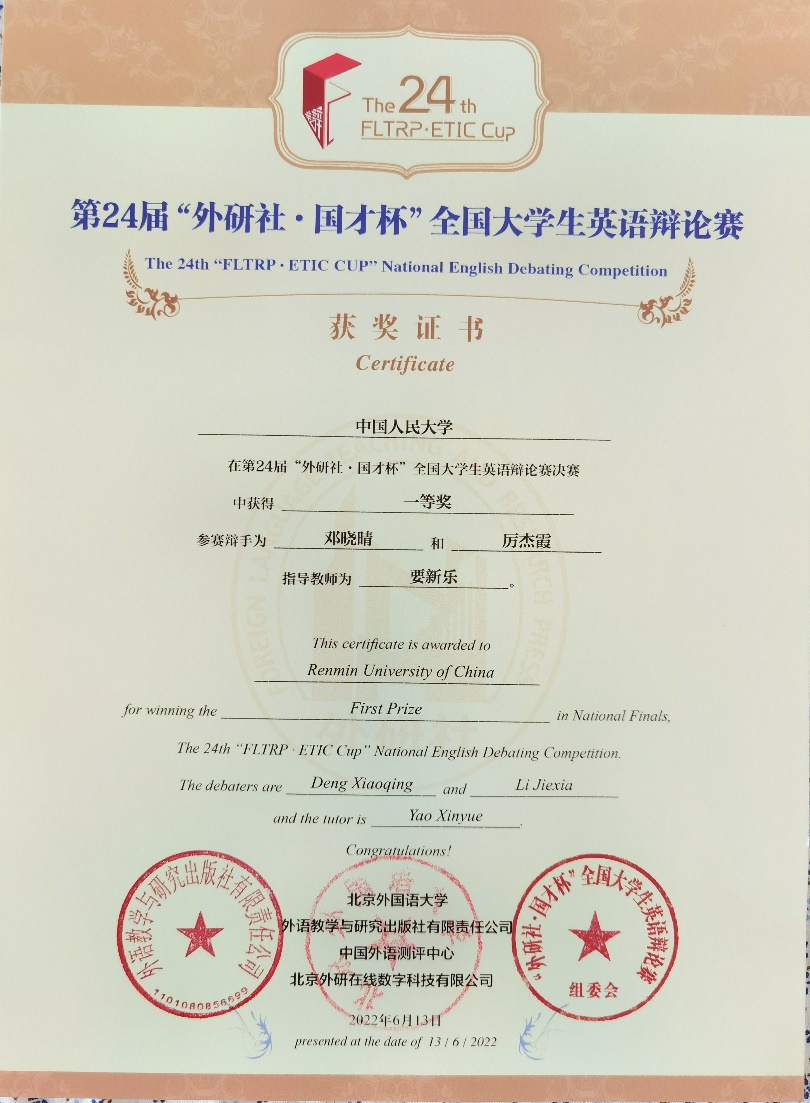 The 24 th
FLTRP·ETIC Cup
第24届“外研社·国才杯”全国大学生英语辩论赛
The 24th “FLTRP·ETIC CUP” National English Debating Competition
获奖证书
Certificate
中国人民大学
在第24届“外研社·国才杯”全国大学生英语辩论赛决赛
中获得 一等奖
参赛辩手为 邓晓晴 和 厉杰霞
指导教师为 要新乐 。
This certificate is awarded to
Renmin University of China
for winning the First Prize in National Finals,
The 24th “FLTRP·ETIC Cup” National English Debating Competition.
The debaters are Deng Xiaoqing and Li Jiexia
and the tutor is Yao Xinyue .
Congratulations!
北京外国语大学
外语教学与研究出版社有限责任公司
中国外语测评中心
北京外研在线数字科技有限公司
2022年6月13日
presented at the date of 13 / 6 / 2022
外语教学与研究出版社有限责任公司
1101080856699
“外研社·国才杯”全国大学生英语辩论赛
组委会